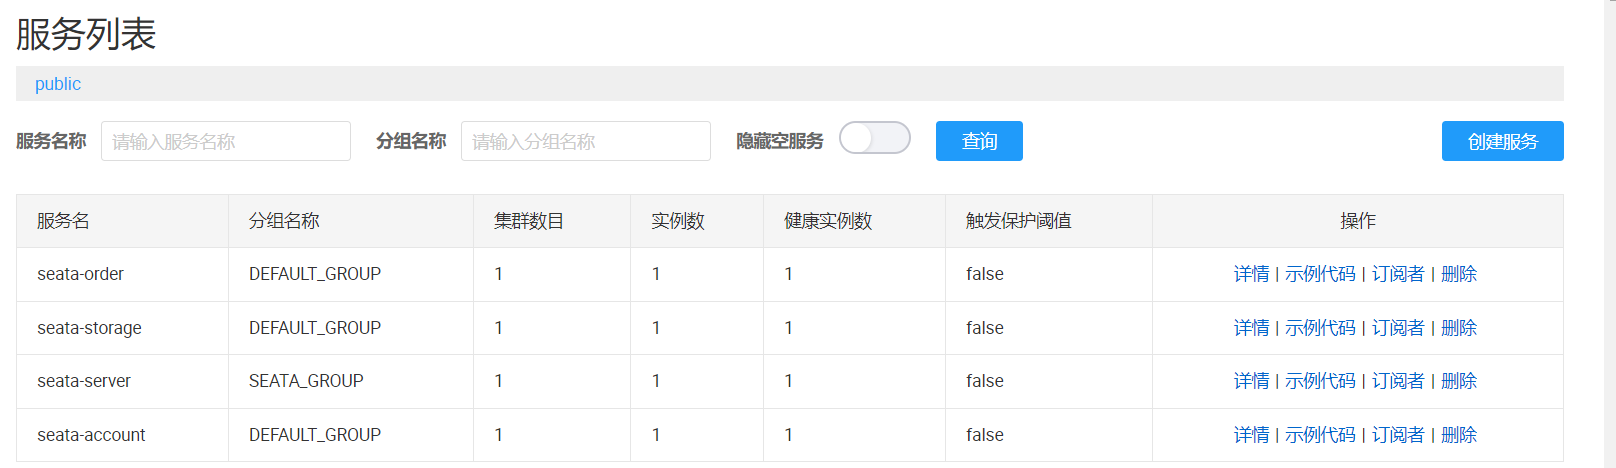 服务列表
public
服务名称 请输入服务名称 分组名称 请输入分组名称 隐藏空服务 查询 创建服务
服务名 分组名称 集群数目 实例数 健康实例数 触发保护阈值 操作
seata-order DEFAULT_GROUP 1 1 1 false 详情 | 示例代码 | 订阅者 | 删除
seata-storage DEFAULT_GROUP 1 1 1 false 详情 | 示例代码 | 订阅者 | 删除
seata-server SEATA_GROUP 1 1 1 false 详情 | 示例代码 | 订阅者 | 删除
seata-account DEFAULT_GROUP 1 1 1 false 详情 | 示例代码 | 订阅者 | 删除